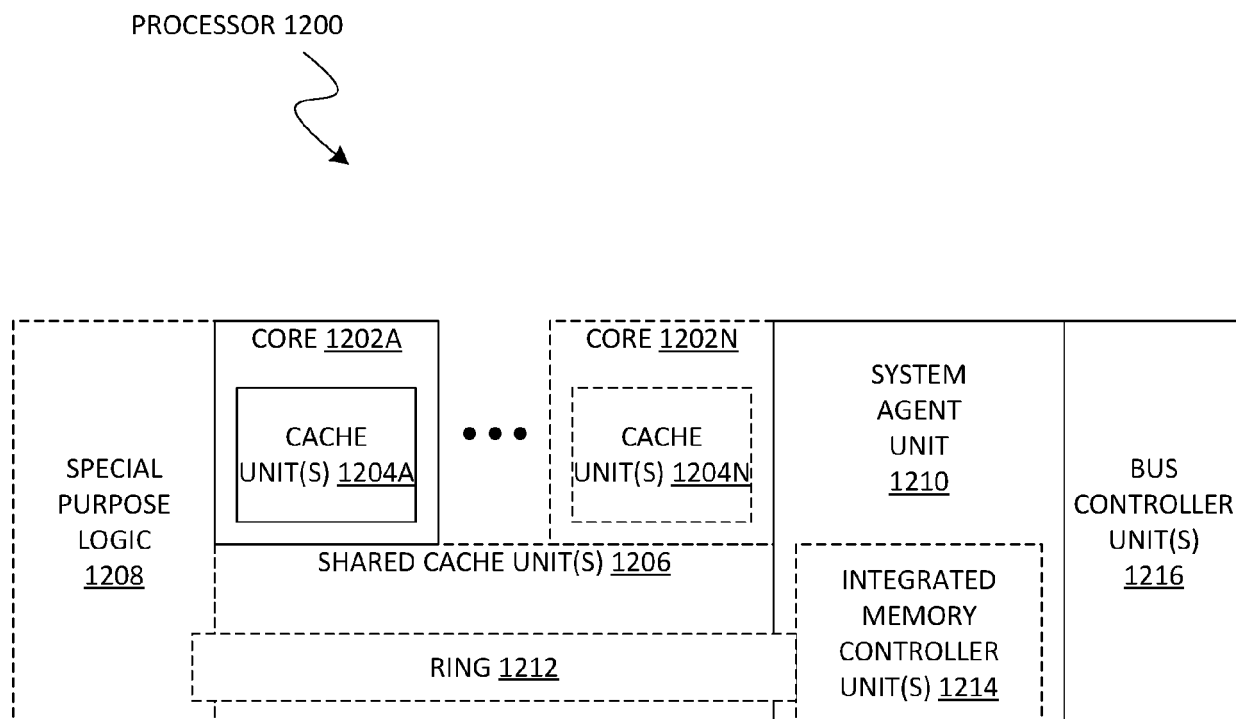 PROCESSOR 1200
CORE 1202A
CORE 1202N
CACHE
UNIT(S) 1204A
CACHE
UNIT(S) 1204N
SPECIAL
PURPOSE
LOGIC
1208
SHARED CACHE UNIT(S) 1206
RING 1212
SYSTEM
AGENT
UNIT
1210
INTEGRATED
MEMORY
CONTROLLER
UNIT(S) 1214
BUS
CONTROLLER
UNIT(S)
1216